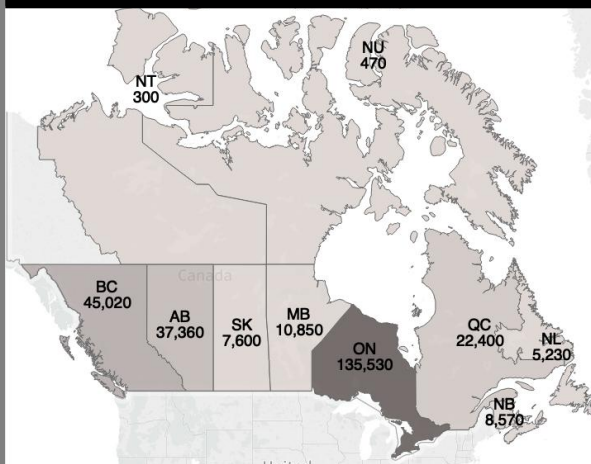 NU
470
NT
300
Canada
BC
45,020
AB
37,360
SK
7,600
MB
10,850
ON
135,530
QC
22,400
NL
5,230
NB
8,570